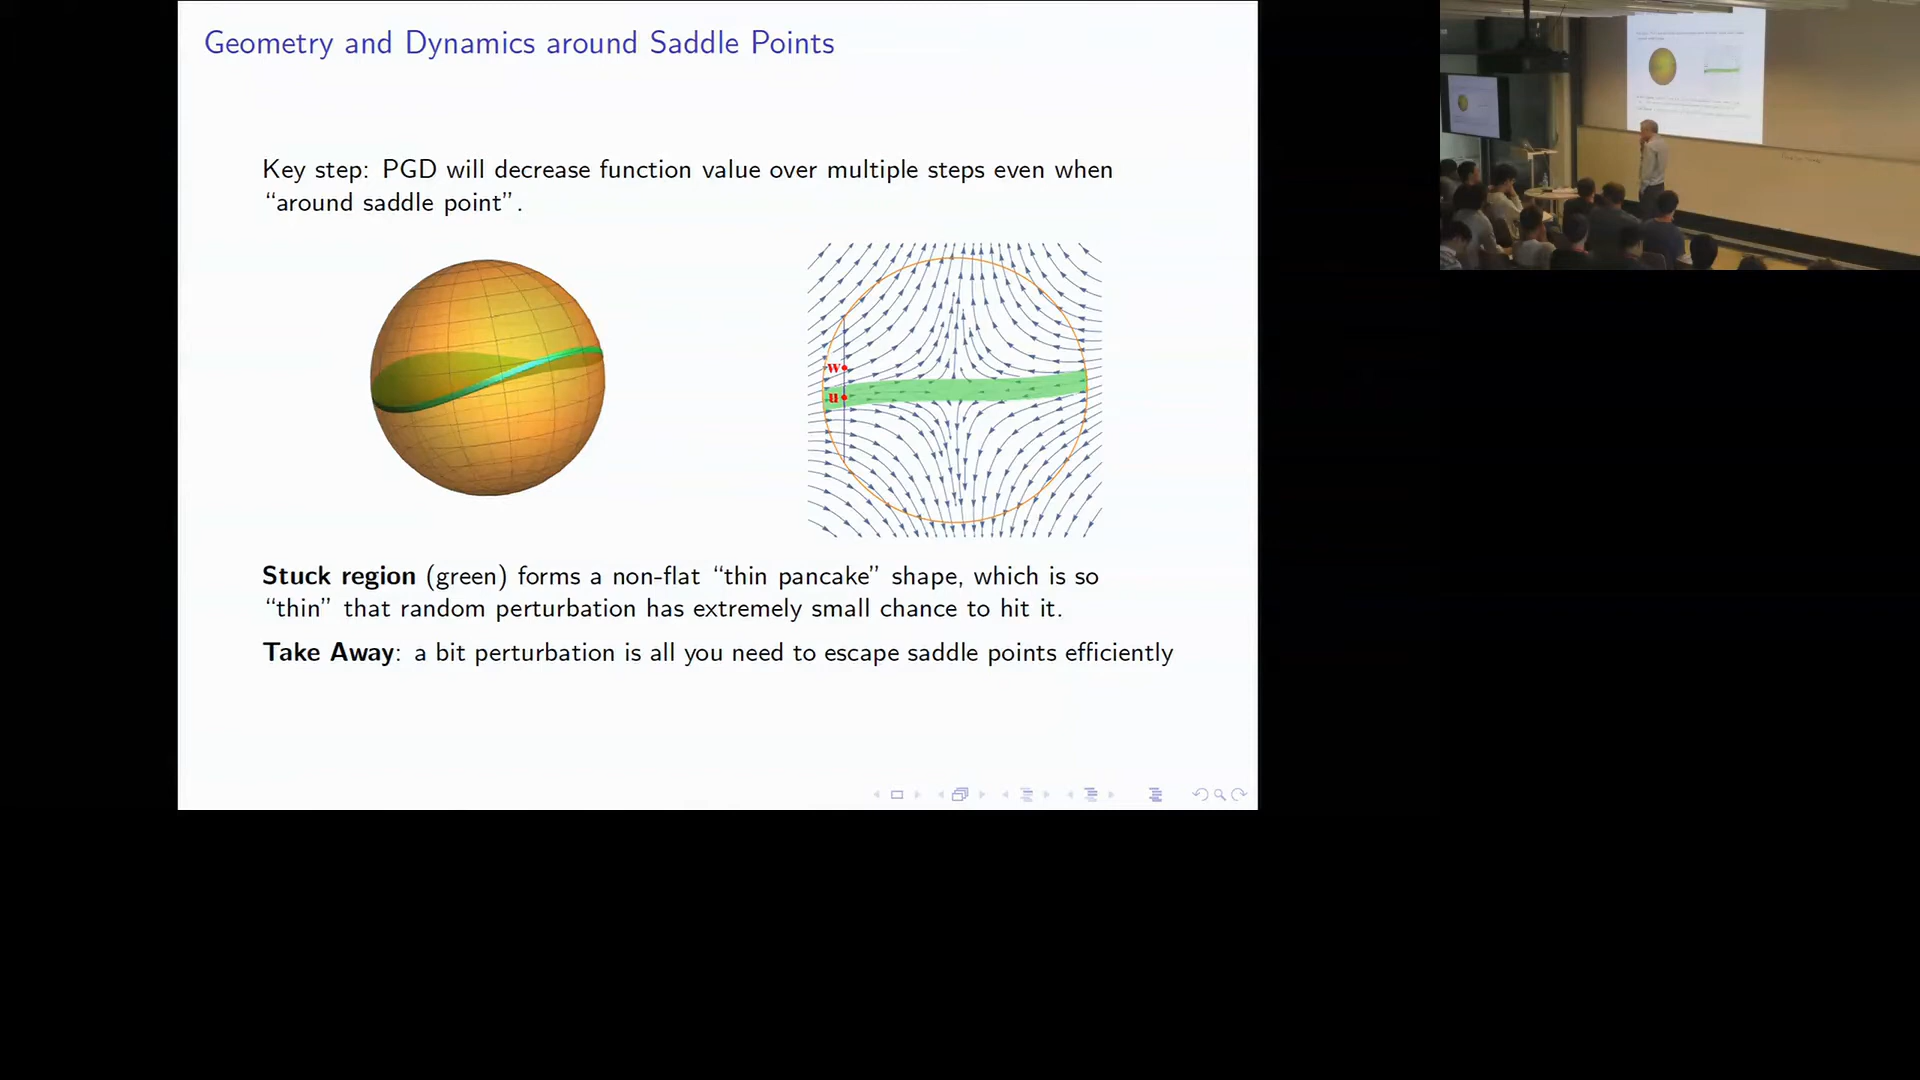 Geometry and Dynamics around Saddle Points
Key step: PGD will decrease function value over multiple steps even when
“around saddle point”.
w
u
Stuck region (green) forms a non-flat “thin pancake” shape, which is so
“thin” that random perturbation has extremely small chance to hit it.
Take Away: a bit perturbation is all you need to escape saddle points efficiently